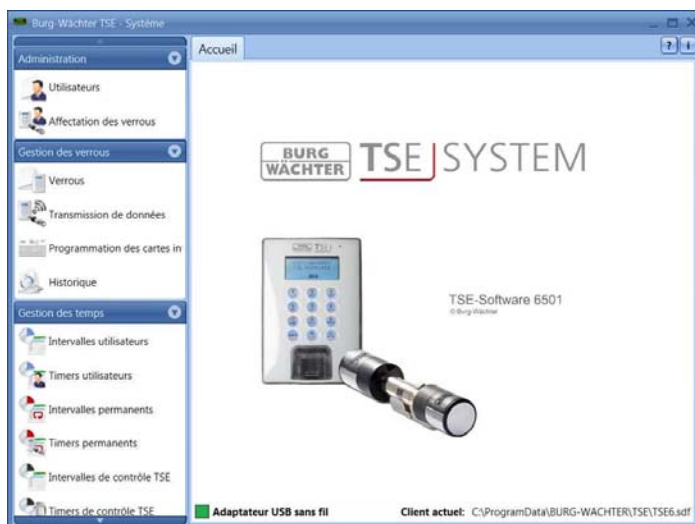 Burg-Wächter TSE - Système
Administration
Utilisateurs
Affectation des verrous
Gestion des verrous
Verrous
Transmission de données
Programmation des cartes in
Historique
Gestion des temps
Intervalles utilisateurs
Timers utilisateurs
Intervalles permanents
Timers permanents
Intervalles de contrôle TSE
Timers de contrôle TSE
Accueil
? i
BURG
WÄCHTER
TSE SYSTEM
TSE-Software 6501
© Burg-Wächter
Adaptateur USB sans fil
Client actuel: C:\ProgramData\BURG-WACHTER\TSE\TSE6.sdf